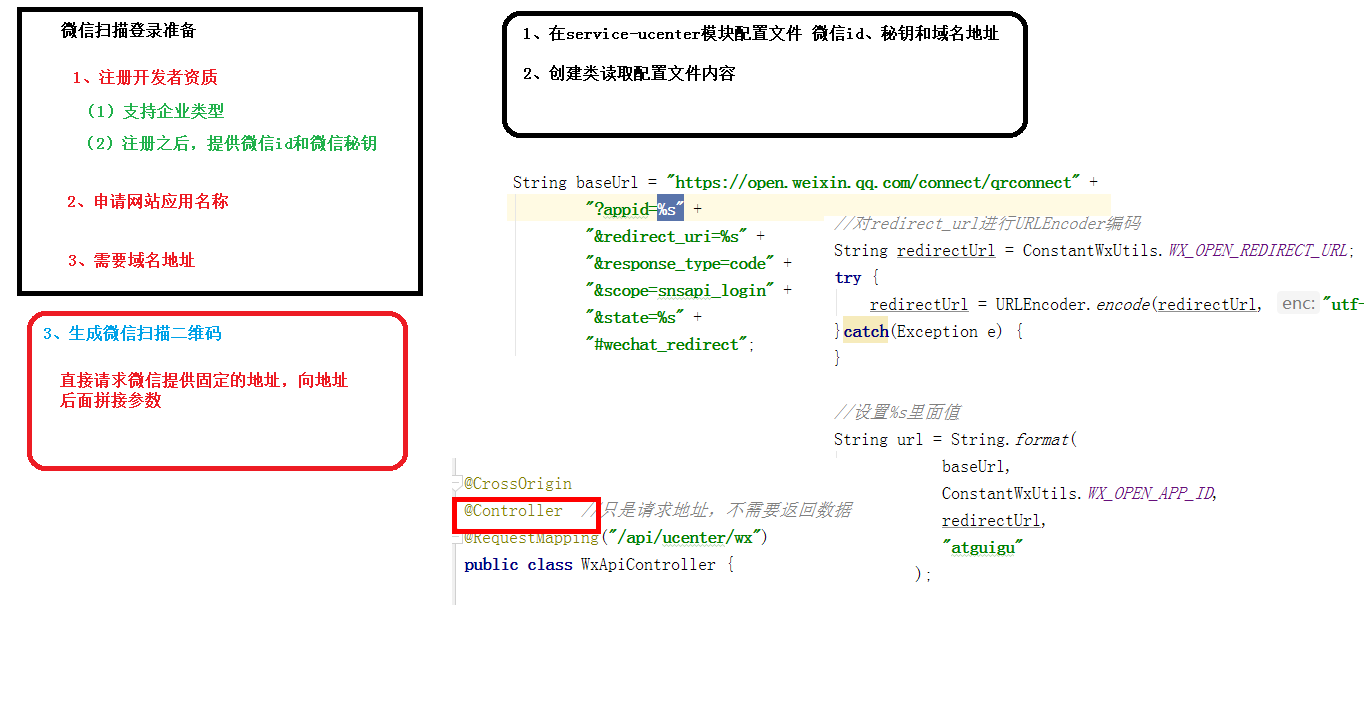 微信扫描登录准备
1、注册开发者资质
（1）支持企业类型
（2）注册之后，提供微信id和微信秘钥
2、申请网站应用名称
3、需要域名地址
3、生成微信扫描二维码
直接请求微信提供固定的地址，向地址
后面拼接参数
1、在service-ucenter模块配置文件 微信id、秘钥和域名地址
2、创建类读取配置文件内容
String baseUrl = "https://open.weixin.qq.com/connect/qrconnect" +
"?appid=%s" +
"&redirect_uri=%s" +
"&response_type=code" +
"&scope=snsapi_login" +
"&state=%s" +
"#wechat_redirect";
//对redirect_url进行URLEncoder编码
String redirectUrl = ConstantWxUtils.WX_OPEN_REDIRECT_URL;
try {
redirectUrl = URLEncoder.encode(redirectUrl, enc: "utf-
}catch(Exception e) {
}
//设置%s里面值
String url = String.format(
baseUrl,
ConstantWxUtils.WX_OPEN_APP_ID,
redirectUrl,
"atguigu"
);
@CrossOrigin
@Controller //只是请求地址，不需要返回数据
@RequestMapping("/api/ucenter/wx")
public class WxApiController {